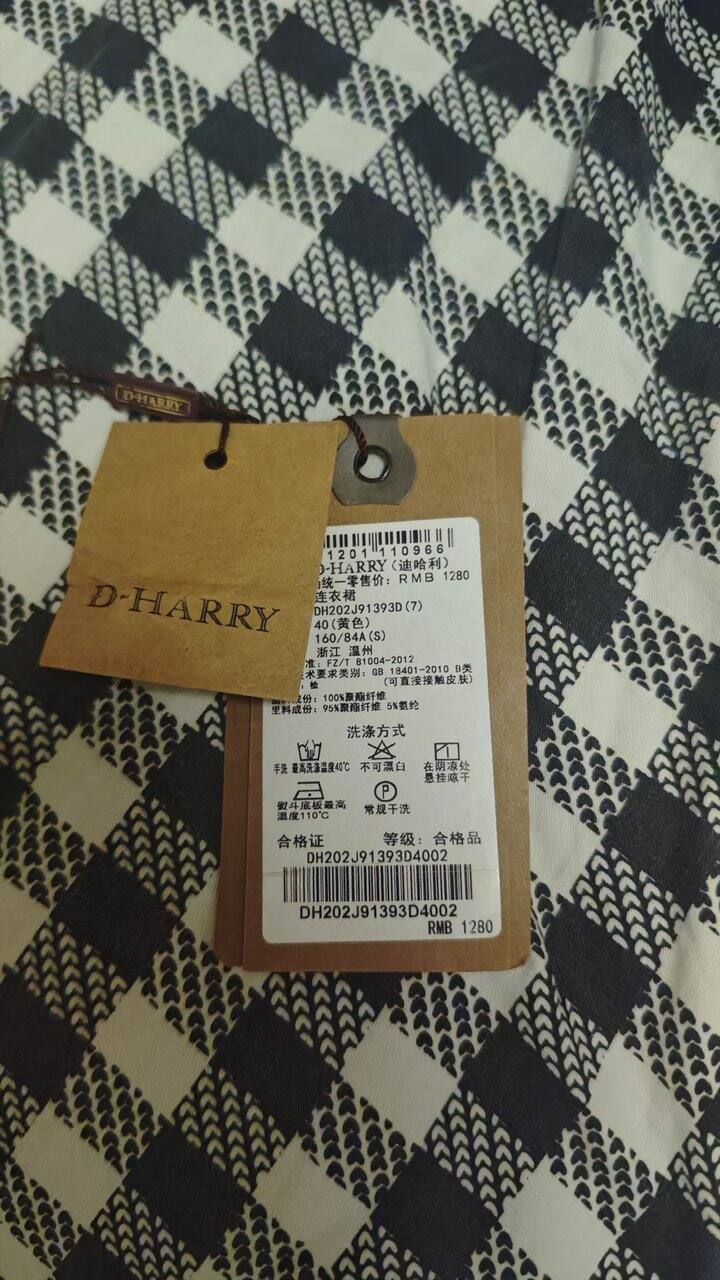 D-HARRY
D-HARRY
1201 110966
D-HARRY (迪哈利)
统一零售价: RMB 1280
连衣裙
DH202J91393D(7)
40(黄色)
160/84A(S)
浙江 温州
准: FZ/T 81004-2012
术要求类别: GB 18401-2010 B类
: 检 (可直接接触皮肤)
面料成份: 100%聚酯纤维
里料成份: 95%聚酯纤维 5%氨纶
洗涤方式
手洗 最高洗涤温度40℃ 不可漂白 在阴凉处
悬挂晾干
熨斗底板最高 常规干洗
温度110℃
合格证 等级: 合格品
DH202J91393D4002
DH202J91393D4002
RMB 1280